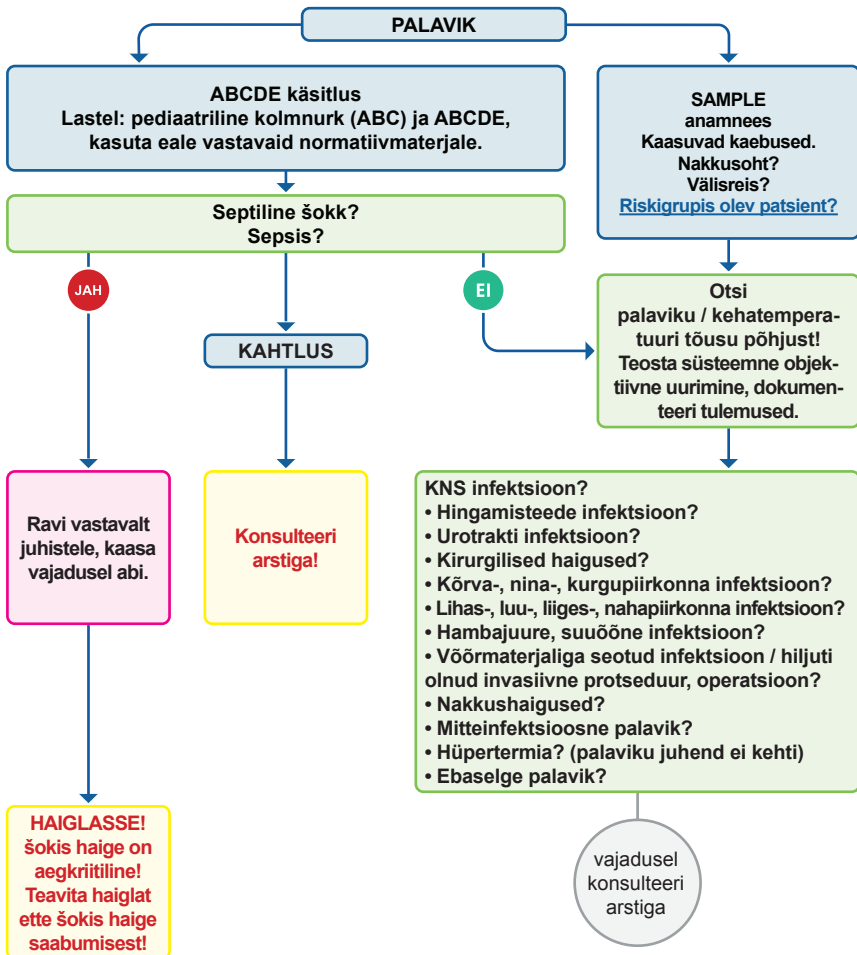 PALAVIK
ABCDE käsitlus
Lastel: pediaatriline kolmnurk (ABC) ja ABCDE,
kasuta eale vastavaid normatiivmaterjale.
SAMPLE
anamnees
Kaasuvad kaebused.
Nakkusoht?
Välisreis?
Riskigrupis olev patsient?
Septiline šokk?
Sepsis?
JAH
EI
KAHTLUS
Otsi
palaviku / kehatempera-
tuuri tõusu põhjust!
Teosta süsteemne objek-
tiivne uurimine, dokumen-
teeri tulemused.
Ravi vastavalt
juhistele, kaasa
vajadusel abi.
Konsulteeri
arstiga!
KNS infektsioon?
• Hingamisteede infektsioon?
• Urotrakti infektsioon?
• Kirurgilised haigused?
• Kõrva-, nina-, kurgupiirkonna infektsioon?
• Lihas-, luu-, liiges-, nahapiirkonna infektsioon?
• Hambajuure, suuõõne infektsioon?
• Võõrmaterjaliga seotud infektsioon / hiljuti
olnud invasiivne protseduur, operatsioon?
• Nakkushaigused?
• Mitteinfektsioosne palavik?
• Hüpertermia? (palaviku juhend ei kehti)
• Ebaselge palavik?
HAIGLASSE!
šokis haige on
aegkriitiline!
Teavita haiglat
ette šokis haige
saabumisest!
vajadusel
konsulteeri
arstiga